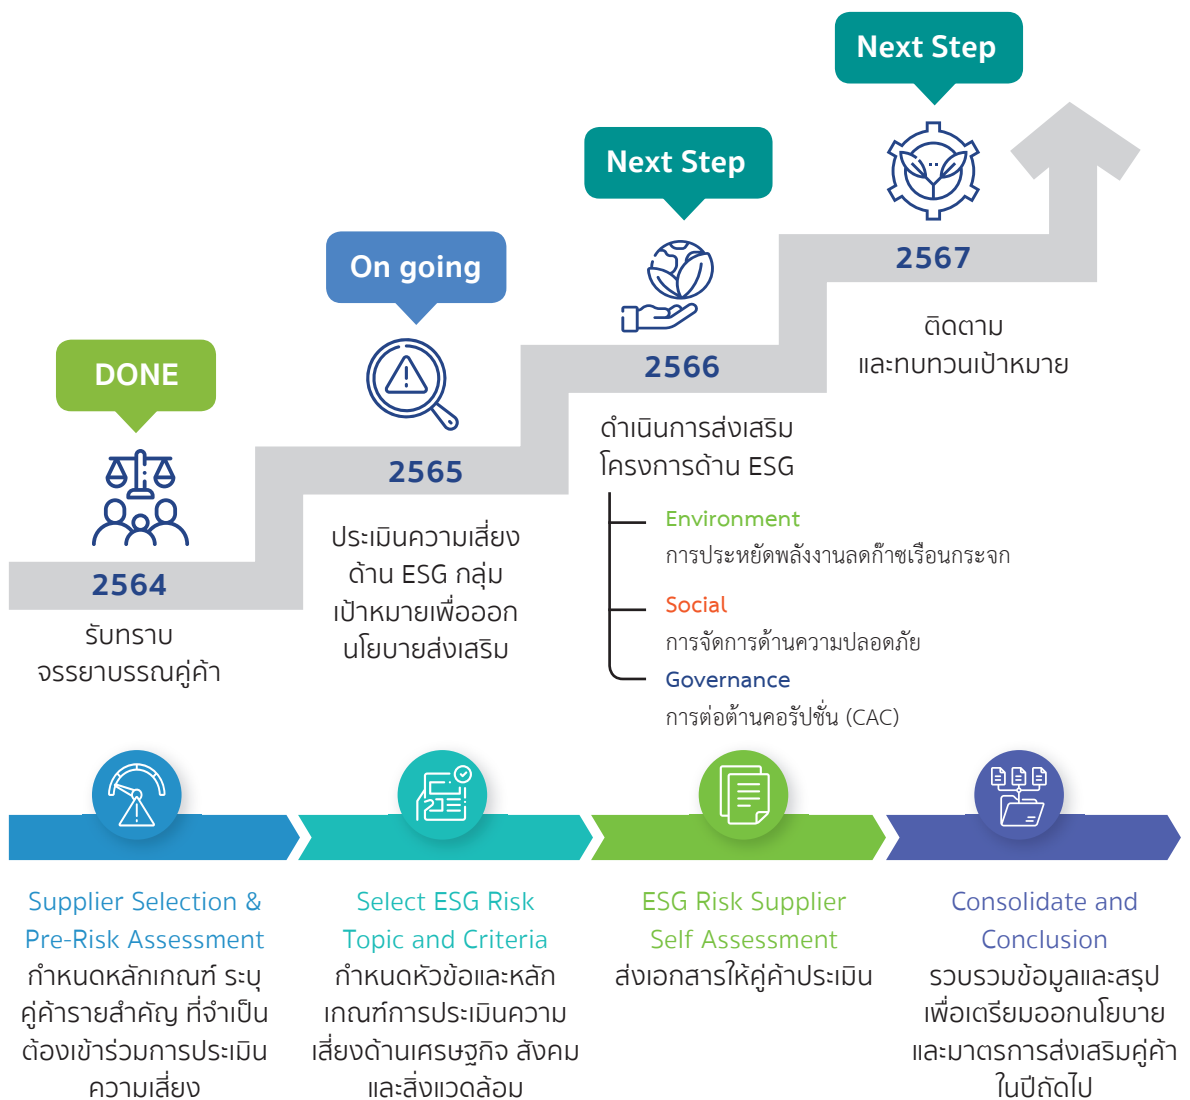 DONE
2564
รับทราบ
จรรยาบรรณคู่ค้า
On going
2565
ประเมินความเสี่ยง
ด้าน ESG กลุ่ม
เป้าหมายเพื่อออก
นโยบายส่งเสริม
Next Step
2566
ดำเนินการส่งเสริม
โครงการด้าน ESG
Environment
การประหยัดพลังงานลดก๊าซเรือนกระจก
Social
การจัดการด้านความปลอดภัย
Governance
การต่อต้านคอรัปชั่น (CAC)
Next Step
2567
ติดตาม
และทบทวนเป้าหมาย
Supplier Selection &
Pre-Risk Assessment
กำหนดหลักเกณฑ์ ระบุ
คู่ค้ารายสำคัญ ที่จำเป็น
ต้องเข้าร่วมการประเมิน
ความเสี่ยง
Select ESG Risk
Topic and Criteria
กำหนดหัวข้อและหลัก
เกณฑ์การประเมินความ
เสี่ยงด้านเศรษฐกิจ สังคม
และสิ่งแวดล้อม
ESG Risk Supplier
Self Assessment
ส่งเอกสารให้คู่ค้าประเมิน
Consolidate and
Conclusion
รวบรวมข้อมูลและสรุป
เพื่อเตรียมออกนโยบาย
และมาตรการส่งเสริมคู่ค้า
ในปีถัดไป